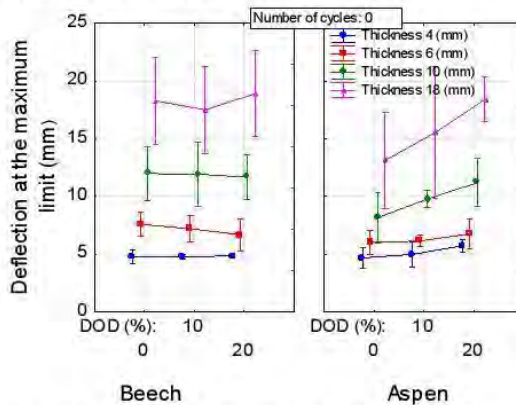 Number of cycles: 0
Thickness 4 (mm)
Thickness 6 (mm)
Thickness 10 (mm)
Thickness 18 (mm)
Deflection at the maximum
limit (mm)
25
20
15
10
5
0
DOD (%): 10
0 20
DOD (%): 10
0 20
Beech Aspen